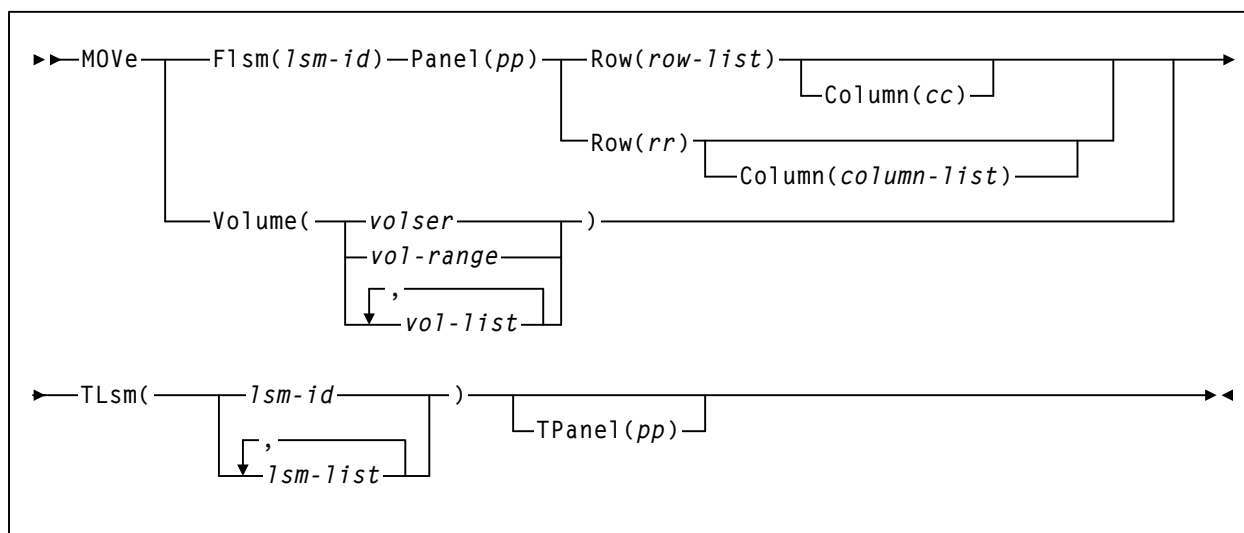 MOVe Flsm(lsm-id) Panel(pp) Row(row-list)
Column(cc)
Row(rr)
Column(column-list)
Volume( volser )
vol-range
,
vol-list
TLsm( lsm-id )
TPanel(pp)
,
lsm-list